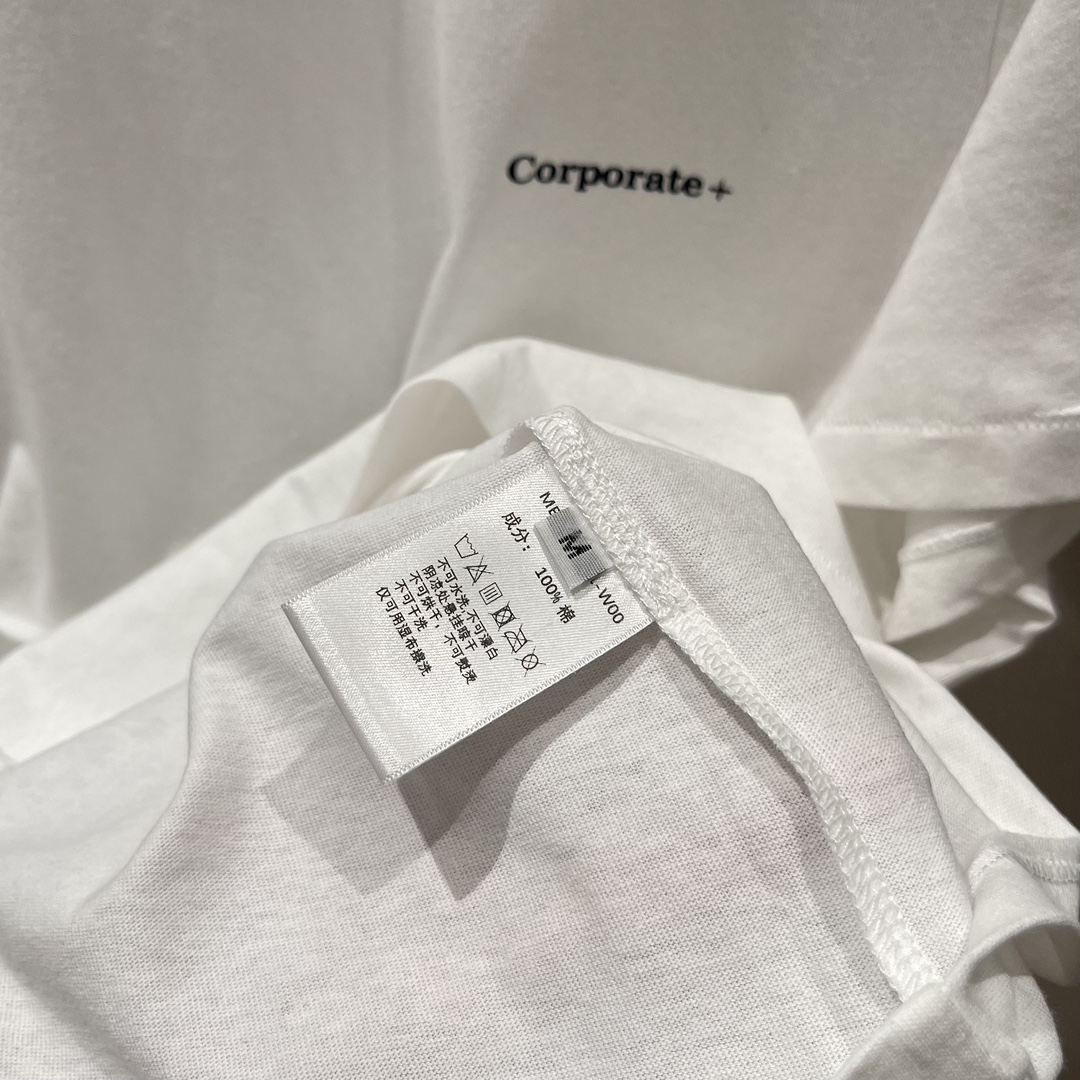 Corporate+
M
-W00
成分：
100% 棉
不可水洗,不可漂白
阴凉处悬挂晾干
不可烘干，不可熨烫
不可干洗
仅可用湿布擦洗